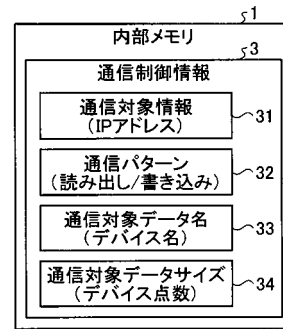 1
内部メモリ
3
通信制御情報
通信対象情報
(IPアドレス)
31
通信パターン
(読み出し/書き込み)
32
通信対象データ名
(デバイス名)
33
通信対象データサイズ
(デバイス点数)
34